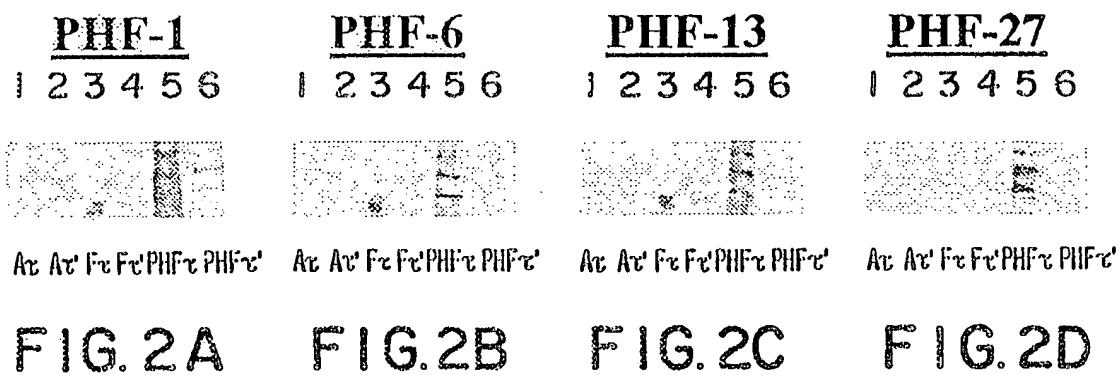 PHF-1 PHF-6 PHF-13 PHF-27
1 2 3 4 5 6 1 2 3 4 5 6 1 2 3 4 5 6 1 2 3 4 5 6
Aτ Aτ' Fτ Fτ' PHFτ PHFτ' Aτ Aτ' Fτ Fτ' PHFτ PHFτ' Aτ Aτ' Fτ Fτ' PHFτ PHFτ' Aτ Aτ' Fτ Fτ' PHFτ PHFτ'
FIG. 2A FIG. 2B FIG. 2C FIG. 2D